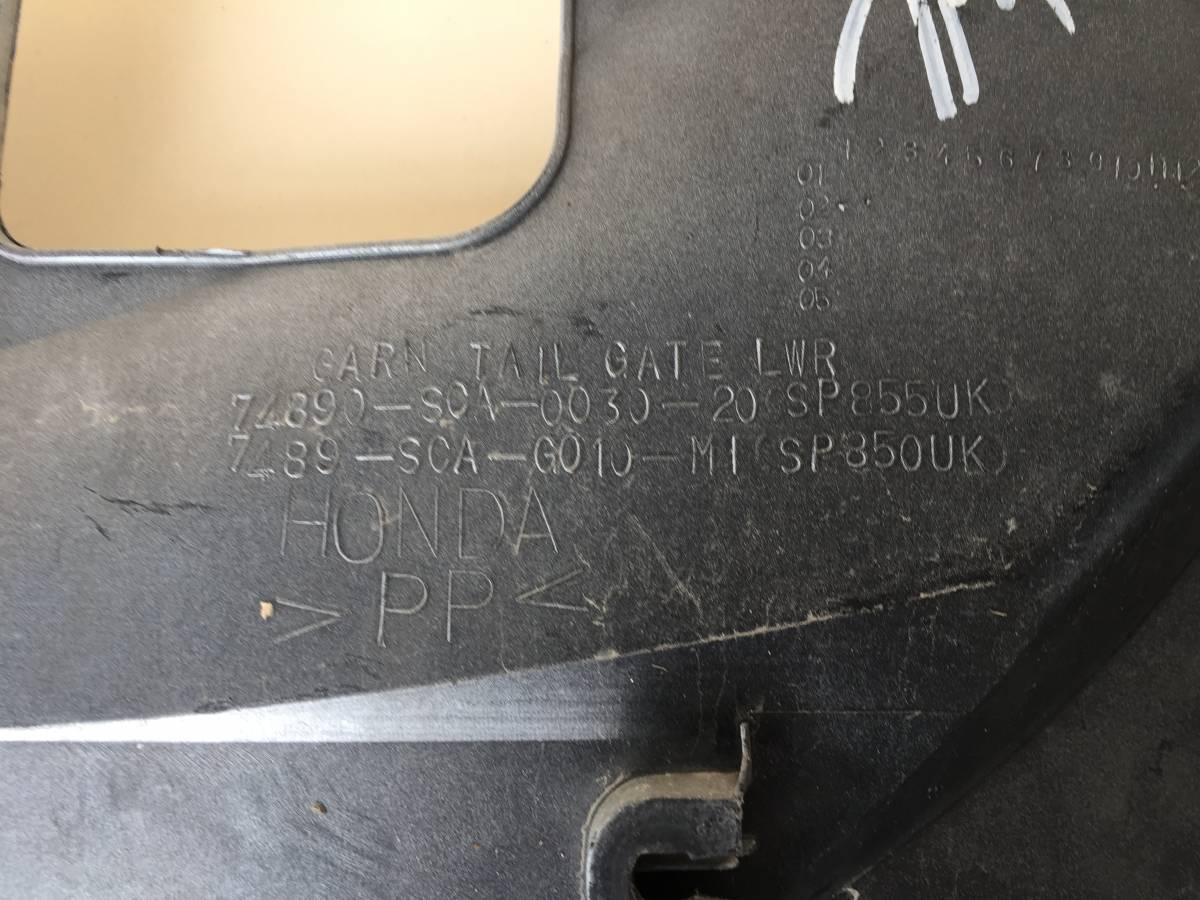 1 2 3 4 5 6 7 8 9 10 11 12
01
02
03
04
05
GARN TAIL GATE LWR
74890-SCA-0030-20(SP855UK)
7489-SCA-G010-M1(SP850UK)
HONDA
>PP<